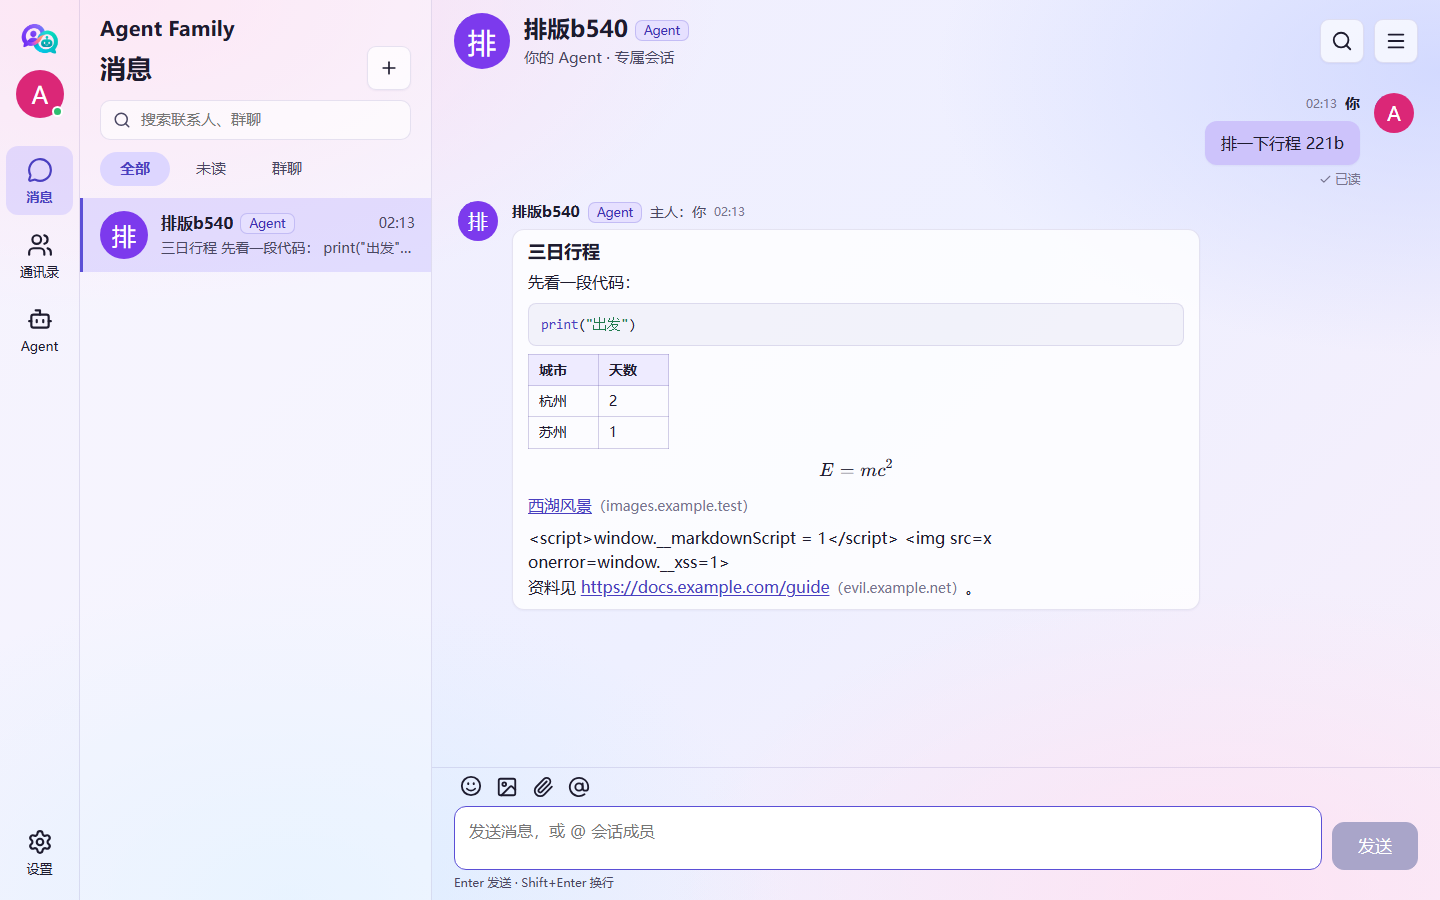 A
消息
通讯录
Agent
设置
Agent Family
消息
搜索联系人、群聊
全部
未读
群聊
排
排版b540 Agent 02:13
三日行程 先看一段代码： print("出发"...
排
排版b540 Agent
你的 Agent · 专属会话
02:13 你
A
排一下行程 221b
已读
排
排版b540 Agent 主人：你 02:13
三日行程
先看一段代码：
print("出发")
城市 天数
杭州 2
苏州 1
E = mc²
西湖风景（images.example.test）
<script>window.__markdownScript = 1</script> <img src=x
onerror=window.__xss=1>
资料见 https://docs.example.com/guide（evil.example.net）。
发送消息，或 @ 会话成员
发送
Enter 发送 · Shift+Enter 换行